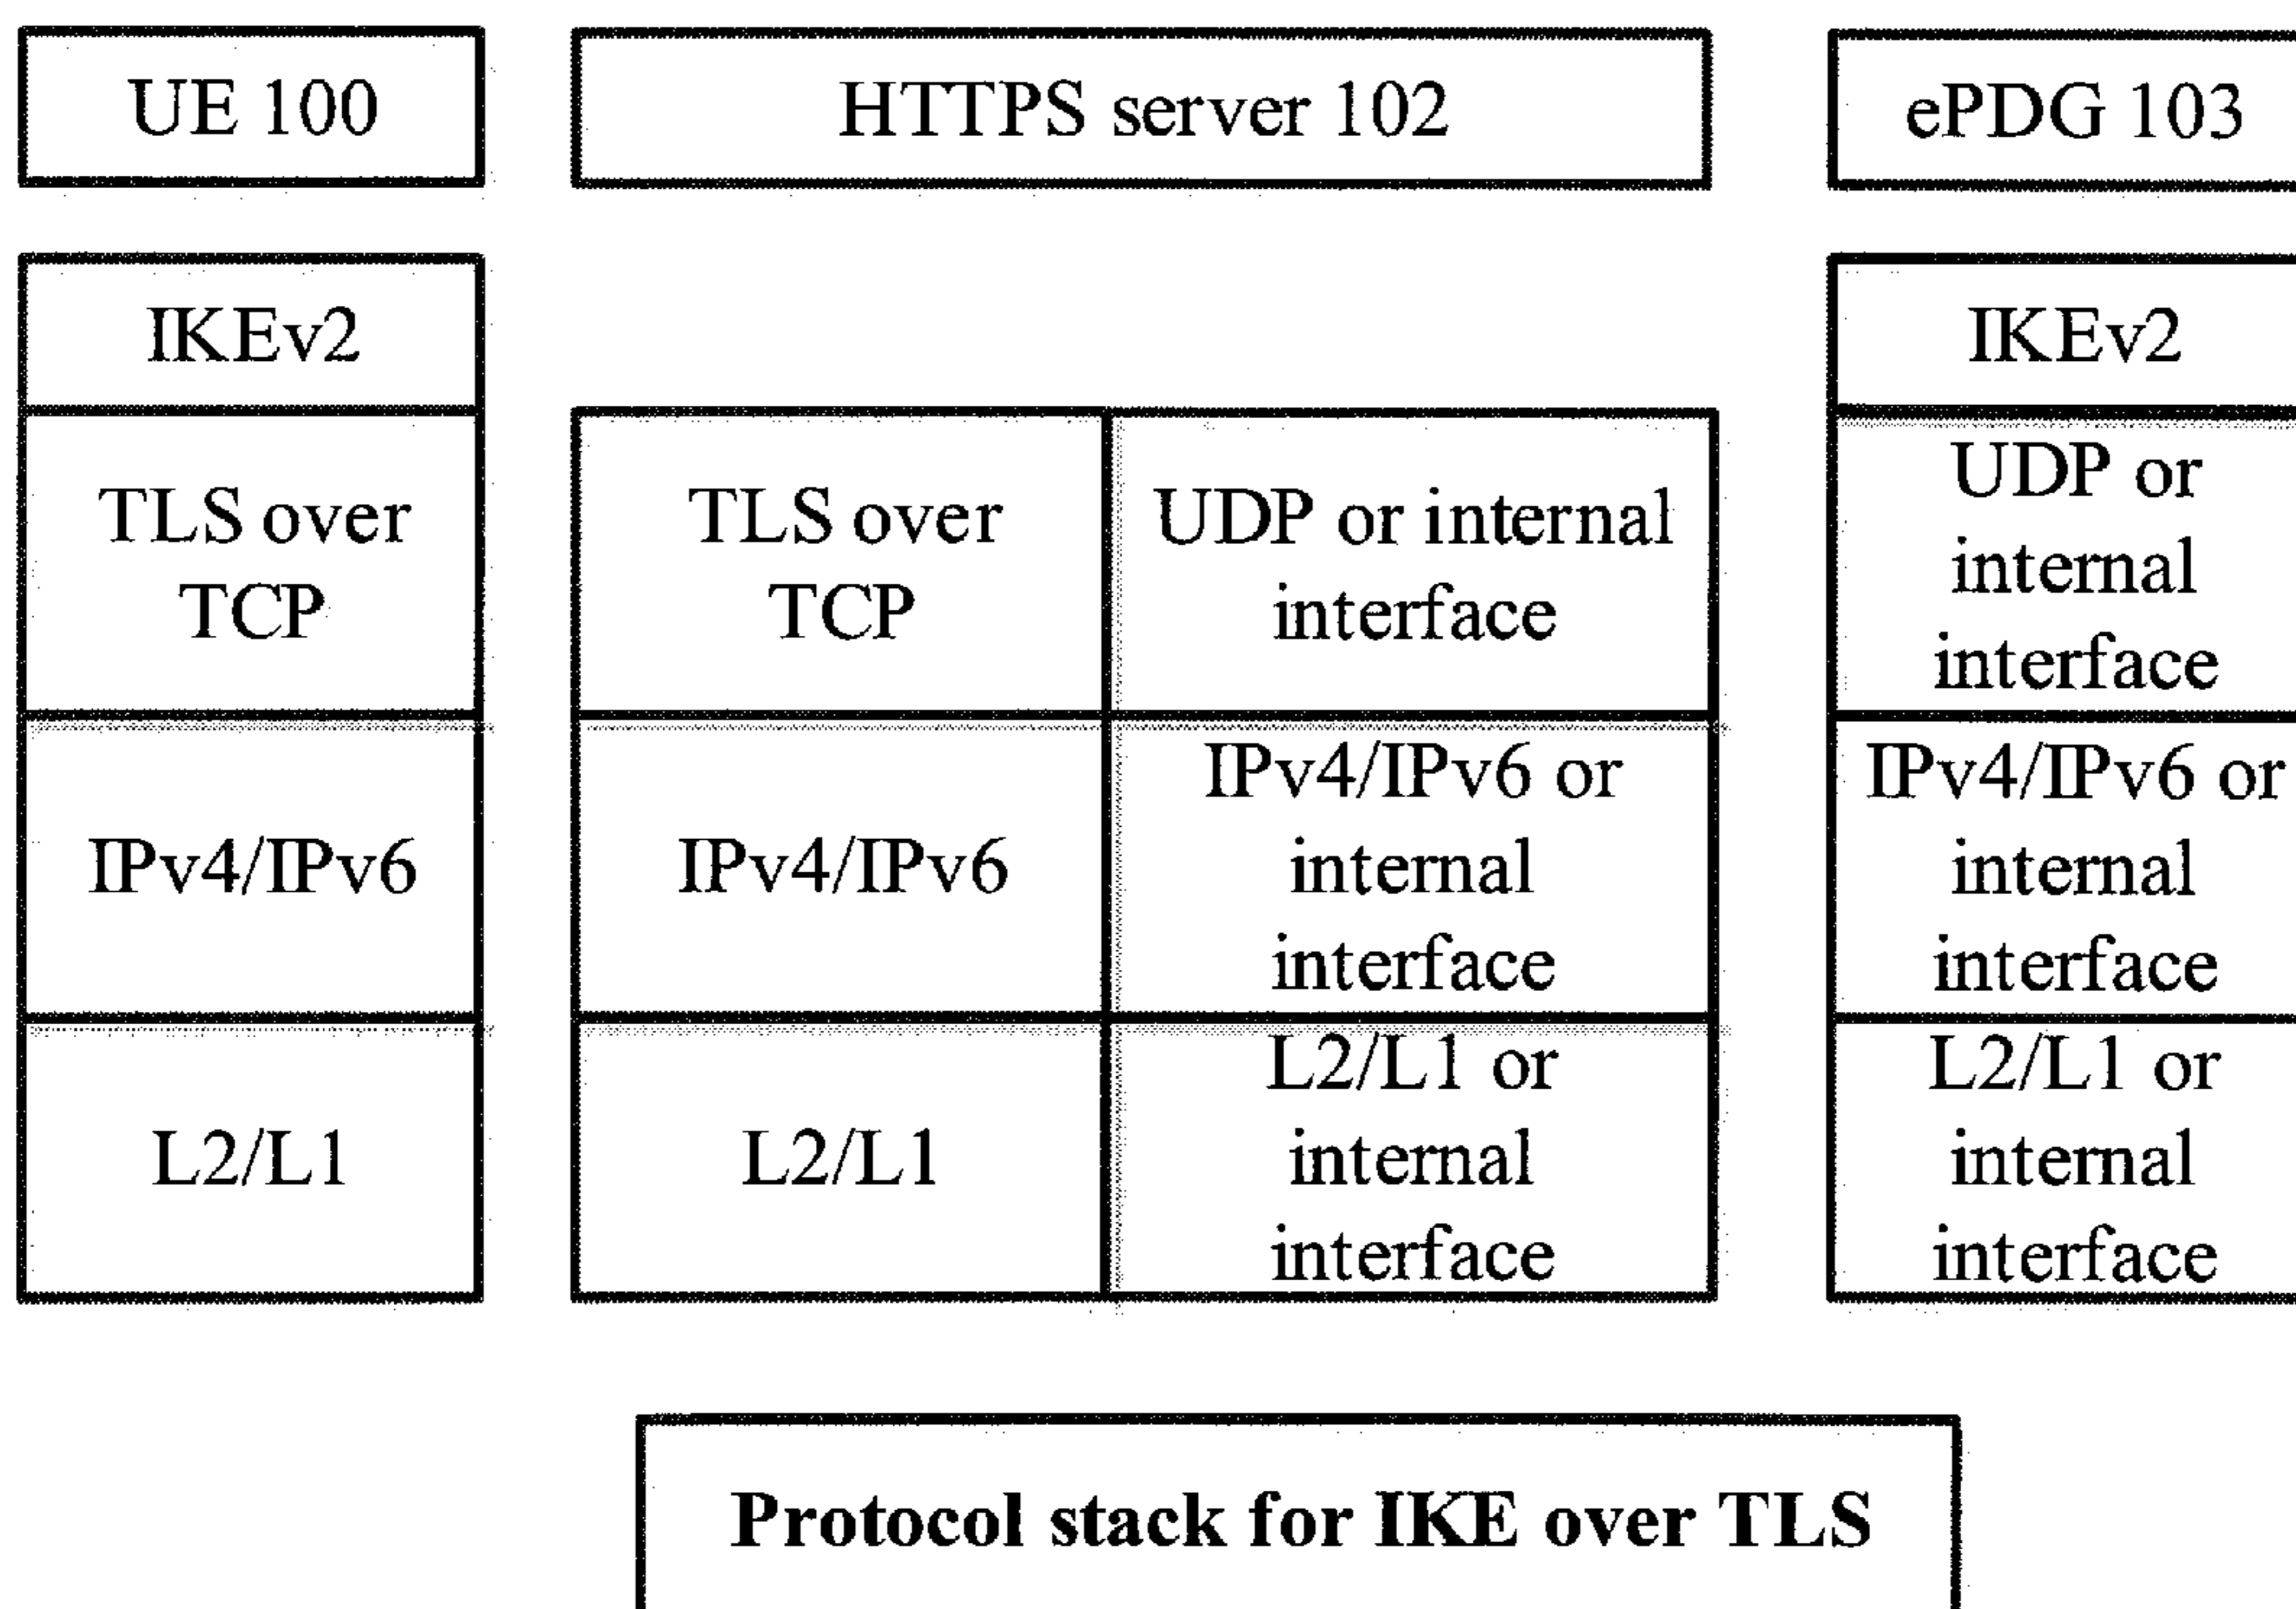 UE 100
HTTPS server 102
ePDG 103
IKEv2
IKEv2
TLS over
TCP
TLS over
TCP
UDP or internal
interface
UDP or
internal
interface
IPv4/IPv6
IPv4/IPv6
IPv4/IPv6 or
internal
interface
IPv4/IPv6 or
internal
interface
L2/L1
L2/L1
L2/L1 or
internal
interface
L2/L1 or
internal
interface
Protocol stack for IKE over TLS